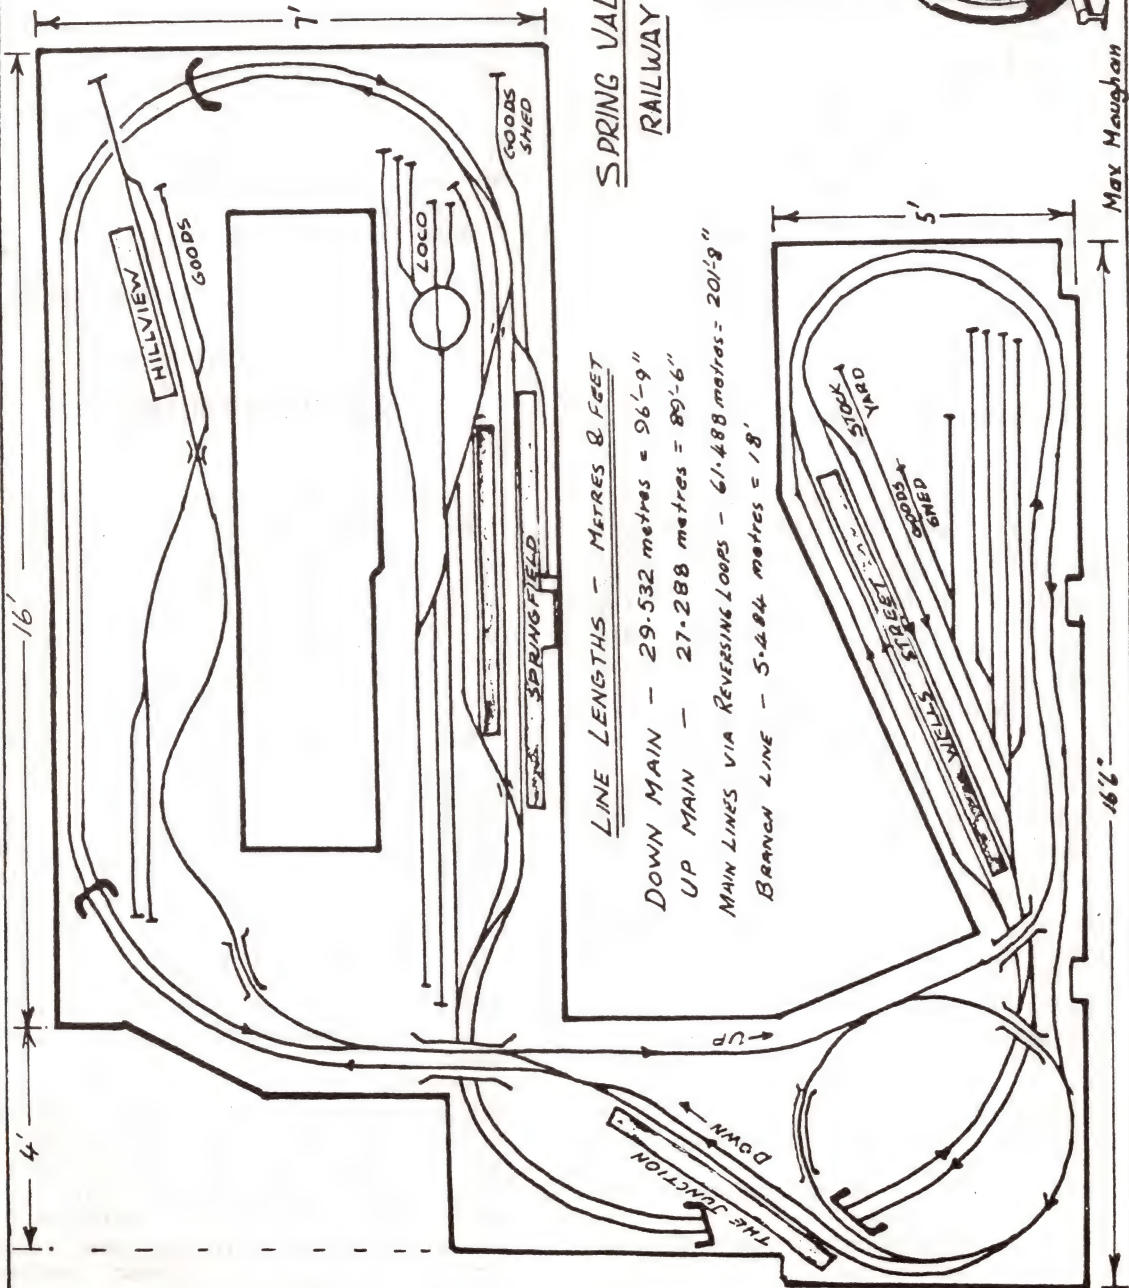 16'
4'
7'
HILLVIEW
GOODS
LOCO
GOODS
SHED
SPRINGFIELD
SPRING VAL
RAILWAY
LINE LENGTHS - METRES & FEET
DOWN MAIN - 29.532 metres = 96'-9"
UP MAIN - 27.288 metres = 89'-6"
MAIN LINES VIA REVERSING LOOPS - 61.488 metres = 201'-8"
BRANCH LINE - 5.484 metres = 18'
5'
STOCK
YARD
GOODS
SHED
WELLS STREET
UP
DOWN
THE JUNCTION
16'6"
Max Maughan